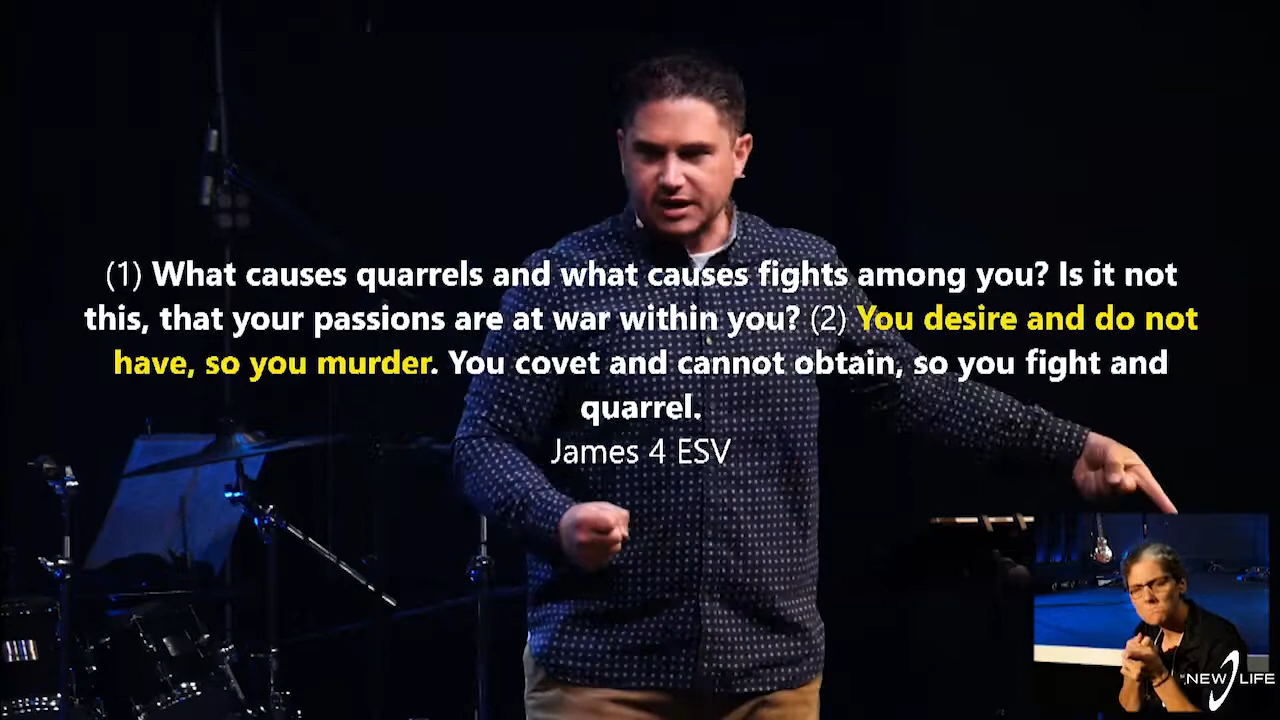 (1) What causes quarrels and what causes fights among you? Is it not
this, that your passions are at war within you? (2) You desire and do not
have, so you murder. You covet and cannot obtain, so you fight and
quarrel.
James 4 ESV
NEW LIFE